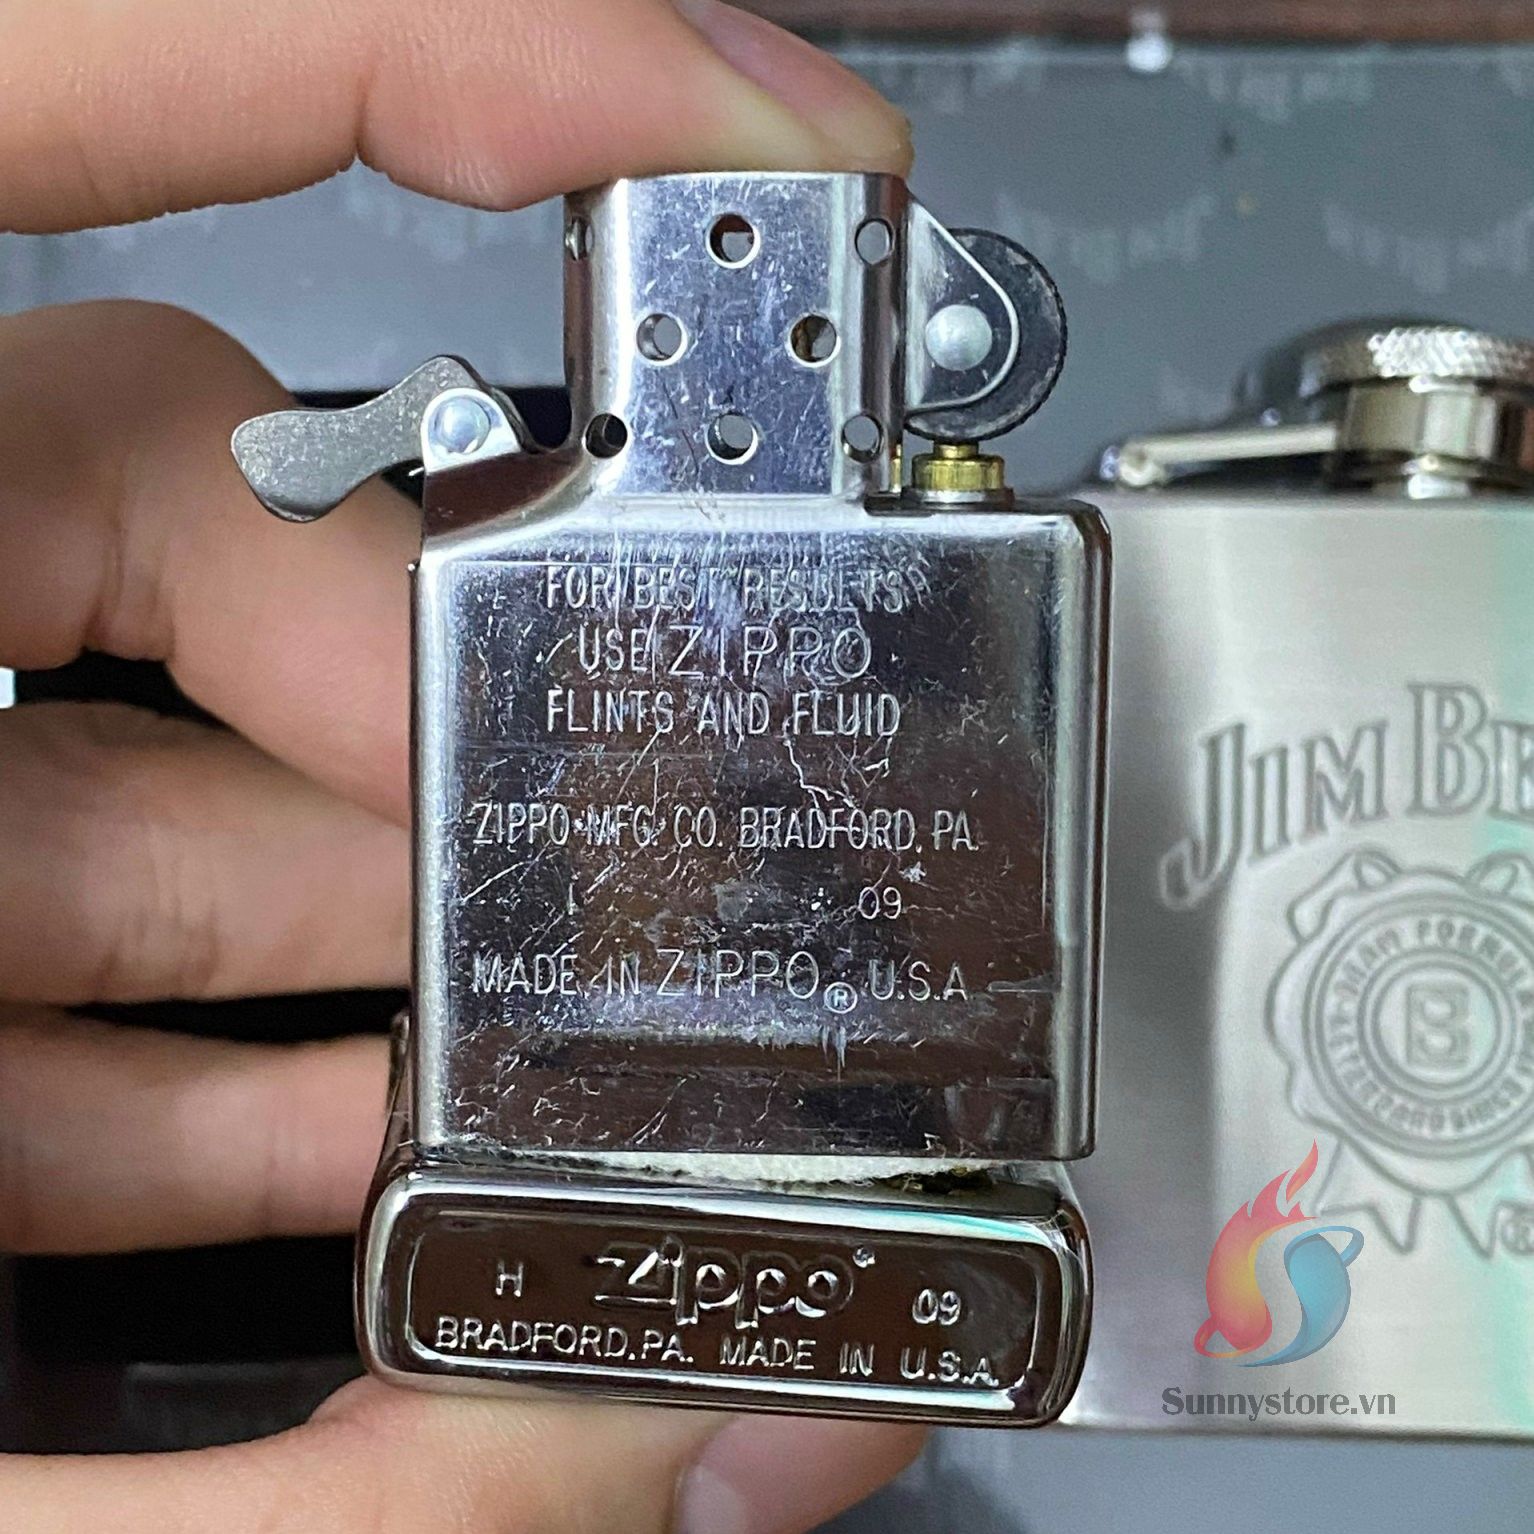 FOR BEST RESULTS
USE ZIPPO
FLINTS AND FLUID
ZIPPO MFG. CO. BRADFORD, PA.
I 09
MADE IN ZIPPO ® U.S.A
H Zippo 09
BRADFORD, PA. MADE IN U.S.A.
JIM BE
B
Sunnystore.vn